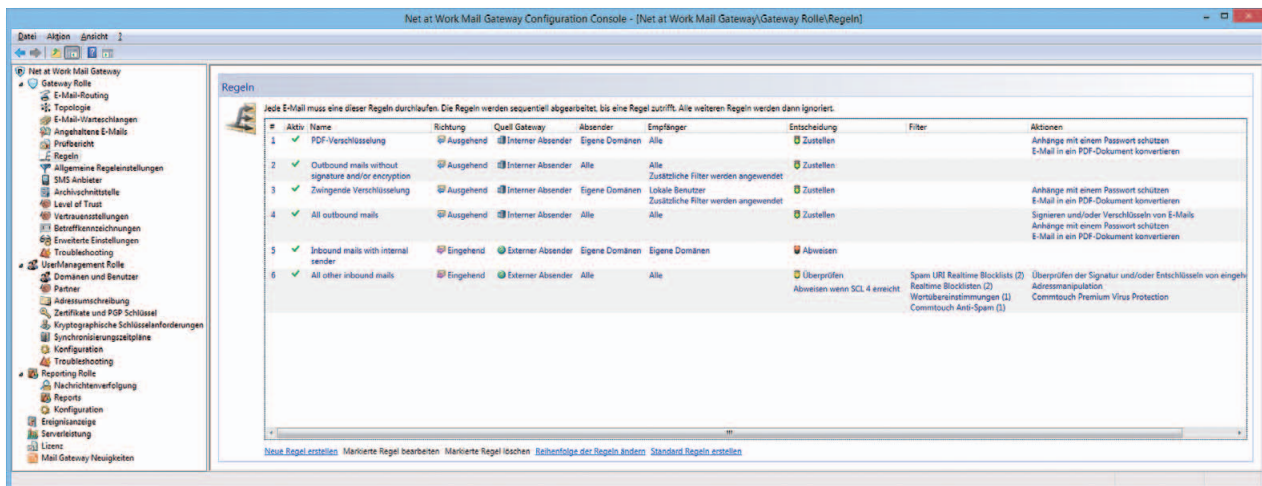 Net at Work Mail Gateway Configuration Console - [Net at Work Mail Gateway\Gateway Rolle\Regeln]
Datei Aktion Ansicht ?
Net at Work Mail Gateway
Gateway Rolle
E-Mail-Routing
Topologie
E-Mail-Warteschlangen
Angehaltene E-Mails
Prüfbericht
Regeln
Allgemeine Regeleinstellungen
SMS Anbieter
Archivschnittstelle
Level of Trust
Vertrauensstellungen
Betreffkennzeichnungen
Erweiterte Einstellungen
Troubleshooting
UserManagement Rolle
Domänen und Benutzer
Partner
Adressumschreibung
Zertifikate und PGP Schlüssel
Kryptographische Schlüsselanforderungen
Synchronisierungszeitpläne
Konfiguration
Troubleshooting
Reporting Rolle
Nachrichtenverfolgung
Reports
Konfiguration
Ereignisanzeige
Serverleistung
Lizenz
Mail Gateway Neuigkeiten
Regeln
Jede E-Mail muss eine dieser Regeln durchlaufen. Die Regeln werden sequentiell abgearbeitet, bis eine Regel zutrifft. Alle weiteren Regeln werden dann ignoriert.
# Aktiv Name Richtung Quell Gateway Absender Empfänger Entscheidung Filter Aktionen
1 PDF-Verschlüsselung Ausgehend Interner Absender Eigene Domänen Alle Zustellen Anhänge mit einem Passwort schützen
E-Mail in ein PDF-Dokument konvertieren
2 Outbound mails without Ausgehend Interner Absender Alle Alle Zustellen
signature and/or encryption Zusätzliche Filter werden angewendet
3 Zwingende Verschlüsselung Ausgehend Interner Absender Eigene Domänen Lokale Benutzer Zustellen Anhänge mit einem Passwort schützen
Zusätzliche Filter werden angewendet E-Mail in ein PDF-Dokument konvertieren
4 All outbound mails Ausgehend Interner Absender Alle Alle Zustellen Signieren und/oder Verschlüsseln von E-Mails
Anhänge mit einem Passwort schützen
E-Mail in ein PDF-Dokument konvertieren
5 Inbound mails with internal Eingehend Externer Absender Eigene Domänen Eigene Domänen Abweisen
sender
6 All other inbound mails Eingehend Externer Absender Alle Alle Überprüfen Spam URI Realtime Blocklists (2) Überprüfen der Signatur und/oder Entschlüsseln von eingeh
Abweisen wenn SCL 4 erreicht Realtime Blocklisten (2) Adressmanipulation
Wortübereinstimmungen (1) Commtouch Premium Virus Protection
Commtouch Anti-Spam (1)
Neue Regel erstellen Markierte Regel bearbeiten Markierte Regel löschen Reihenfolge der Regeln ändern Standard Regeln erstellen